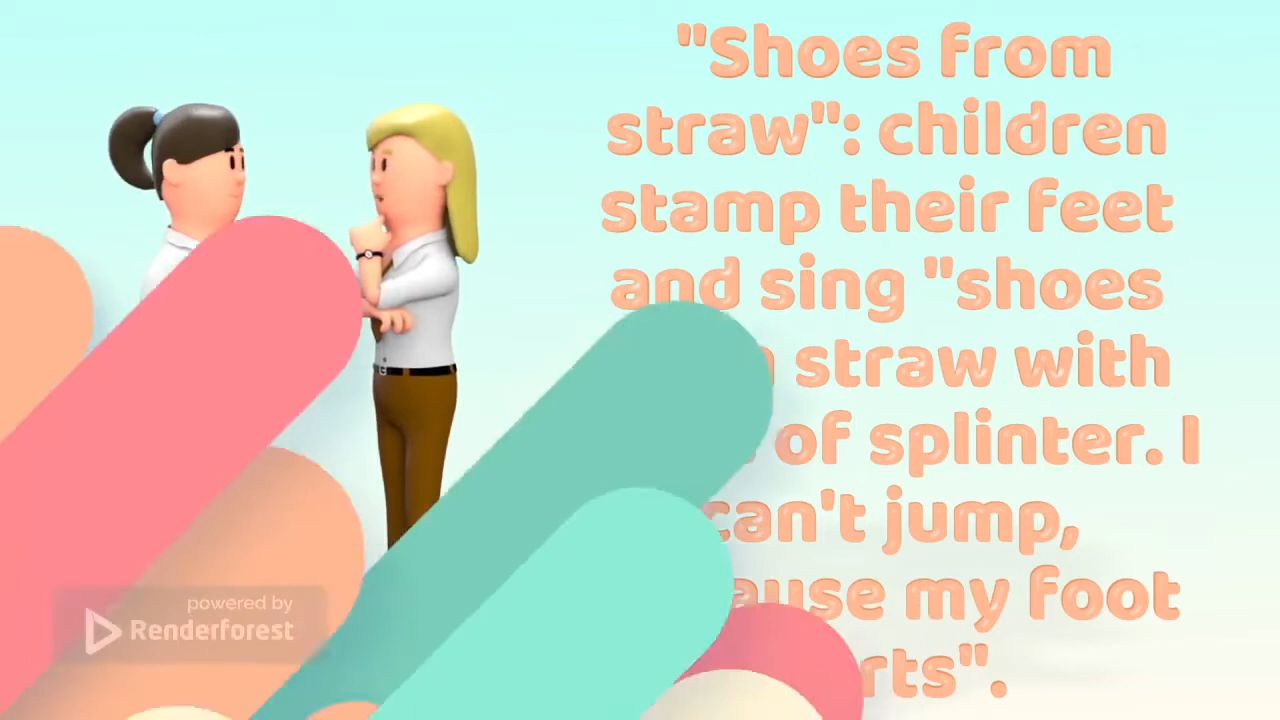 "Shoes from
straw": children
stamp their feet
and sing "shoes
straw with
of splinter. I
can't jump,
my foot
powered by
Renderforest